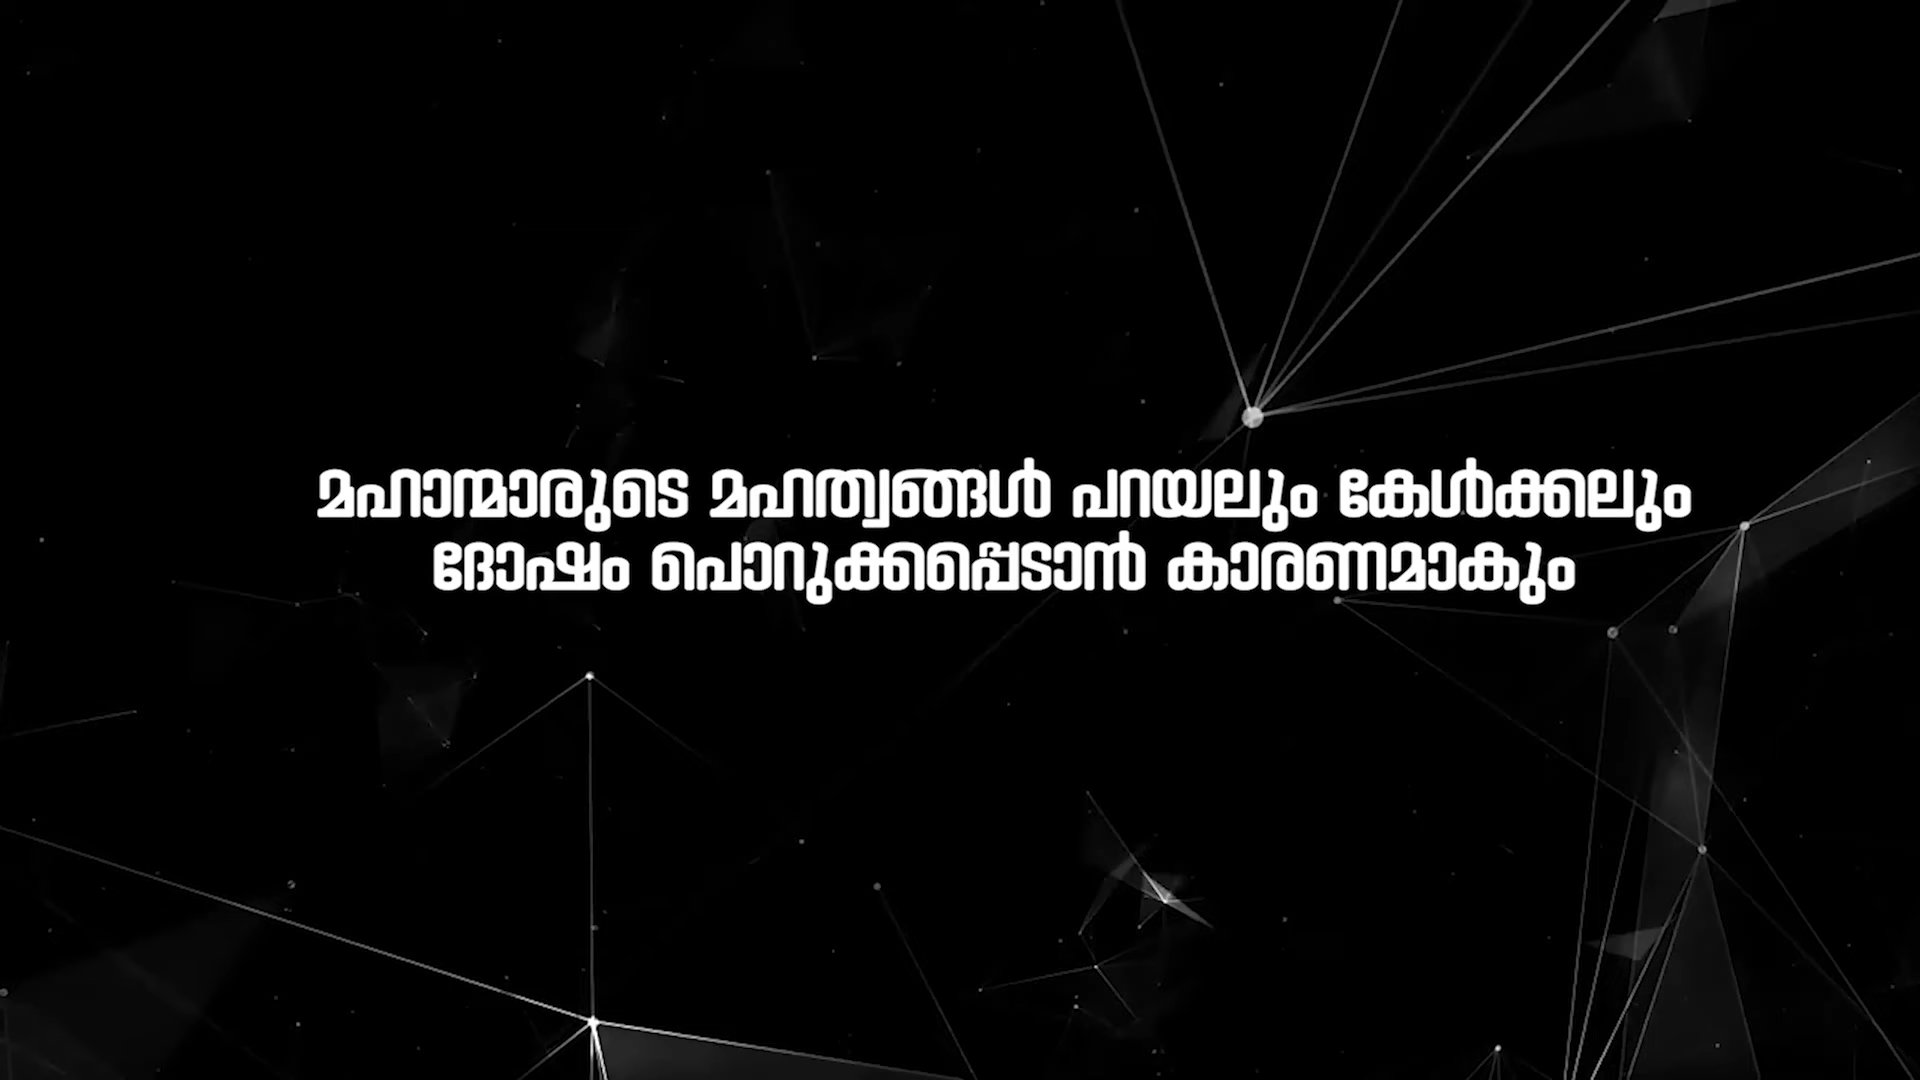 മഹാന്മാരുടെ മഹത്വങ്ങൾ പറയലും കേൾക്കലും
ദോഷം പൊറുക്കപ്പെടാൻ കാരണമാകും